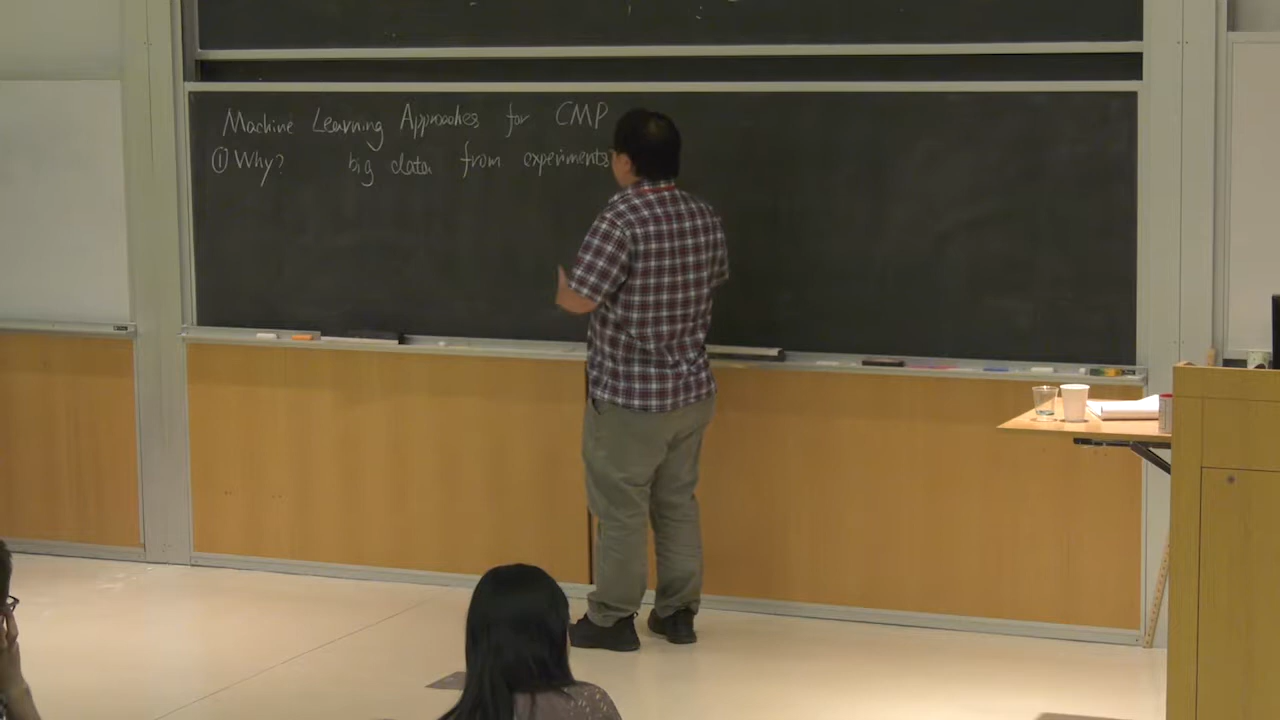 Machine Learning Approaches for CMP
① Why? big data from experiments